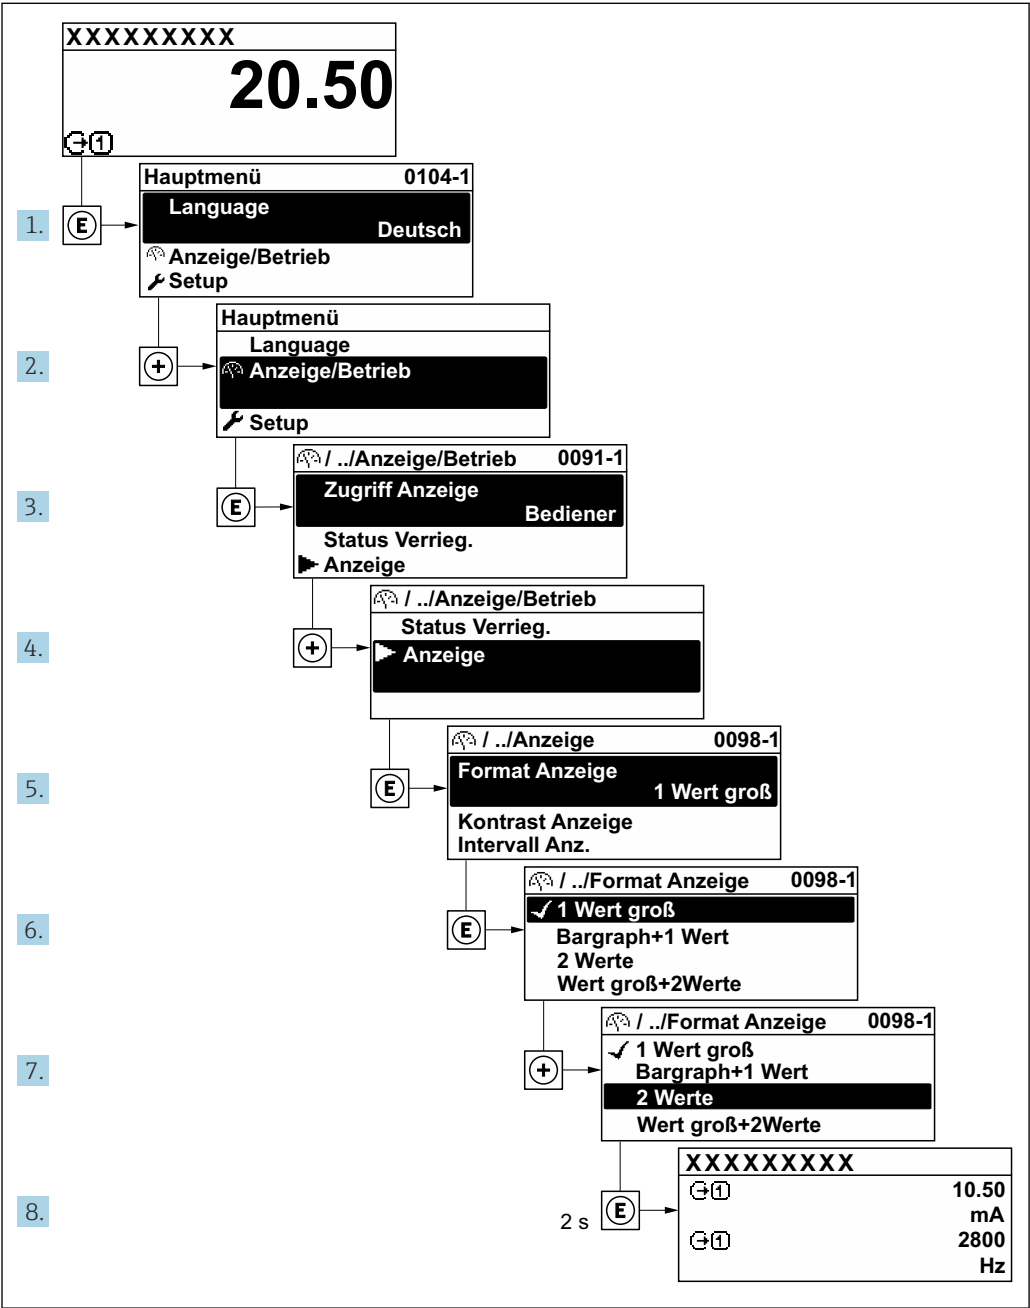 XXXXXXXXX
20.50
1
1.
E
Hauptmenü 0104-1
Language
Deutsch
Anzeige/Betrieb
Setup
2.
+
Hauptmenü
Language
Anzeige/Betrieb
Setup
3.
E
/ ../Anzeige/Betrieb 0091-1
Zugriff Anzeige
Bediener
Status Verrieg.
Anzeige
4.
+
/ ../Anzeige/Betrieb
Status Verrieg.
Anzeige
5.
E
/ ../Anzeige 0098-1
Format Anzeige
1 Wert groß
Kontrast Anzeige
Intervall Anz.
6.
E
/ ../Format Anzeige 0098-1
1 Wert groß
Bargraph+1 Wert
2 Werte
Wert groß+2Werte
7.
+
/ ../Format Anzeige 0098-1
1 Wert groß
Bargraph+1 Wert
2 Werte
Wert groß+2Werte
8.
2 s
E
XXXXXXXXX
1 10.50
mA
1 2800
Hz